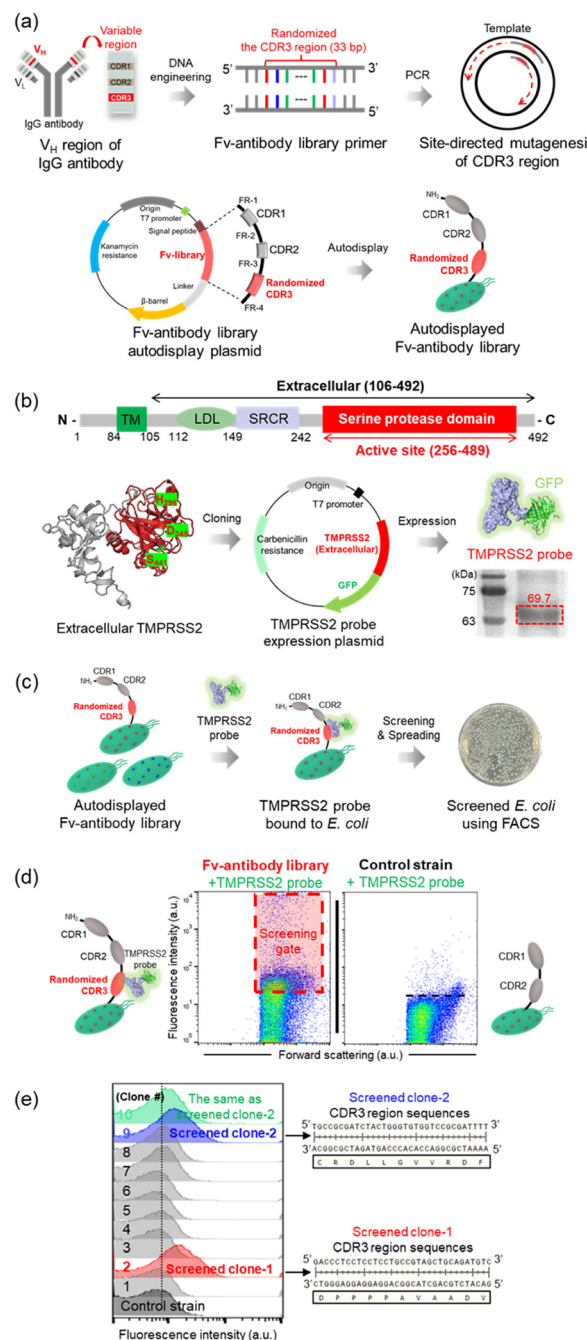 (a)
Variable
region
V_H
V_L
CDR1
CDR2
CDR3
IgG antibody
V_H region of
IgG antibody
DNA
engineering
Randomized
the CDR3 region (33 bp)
5’
3’
3’
5’
Fv-antibody library
primer
PCR
Template
Site-directed mutagenesis
of CDR3 region
Origin
T7 promoter
Signal peptide
Kanamycin
resistance
Fv-library
Linker
β-barrel
FR-1
CDR1
FR-2
CDR2
FR-3
Randomized
CDR3
FR-4
Fv-antibody library
autodisplay plasmid
Autodisplay
NH₂
CDR1
CDR2
Randomized
CDR3
Autodisplayed
Fv-antibody library
(b)
Extracellular (106-492)
N -
TM
LDL
SRCR
Serine protease domain
- C
1
84
105
112
149
242
492
Active site (256-489)
Extracellular TMPRSS2
Cloning
Origin
T7 promoter
Carbenicillin
resistance
TMPRSS2
(Extracellular)
GFP
TMPRSS2 probe
expression plasmid
Expression
GFP
TMPRSS2 probe
(kDa)
75
63
69.7
(c)
NH₂
CDR1
CDR2
Randomized
CDR3
Autodisplayed
Fv-antibody library
TMPRSS2
probe
NH₂
CDR1
CDR2
Randomized
CDR3
TMPRSS2 probe
bound to E. coli
Screening
& Spreading
Screened E. coli
using FACS
(d)
NH₂
CDR1
CDR2
TMPRSS2
probe
Randomized
CDR3
Fv-antibody library
+TMPRSS2 probe
Control strain
+ TMPRSS2 probe
Fluorescence intensity (a.u.)
10⁴
10³
10²
10¹
10⁰
Screening
gate
Forward scattering (a.u.)
CDR1
CDR2
(e)
(Clone #)
10
The same as
screened clone-2
9
Screened clone-2
8
7
6
5
4
3
2
Screened clone-1
1
Control strain
Fluorescence intensity (a.u.)
Screened clone-2
CDR3 region sequences
5’ TGCCGCGATCTACTGGGTGTGGTCCGCGATTTT 3’
3’ ACGGCGCTAGATGACCCACACCAGGCGCTAAAA 5’
C R D L L G V V R D F
Screened clone-1
CDR3 region sequences
5’ GACCCTCCTCCTCCTGCCGTAGCTGCAGATGTC 3’
3’ CTGGGAGGAGGAGGACGGCATCGACGTCTACAG 5’
D P P P P A V A A D V